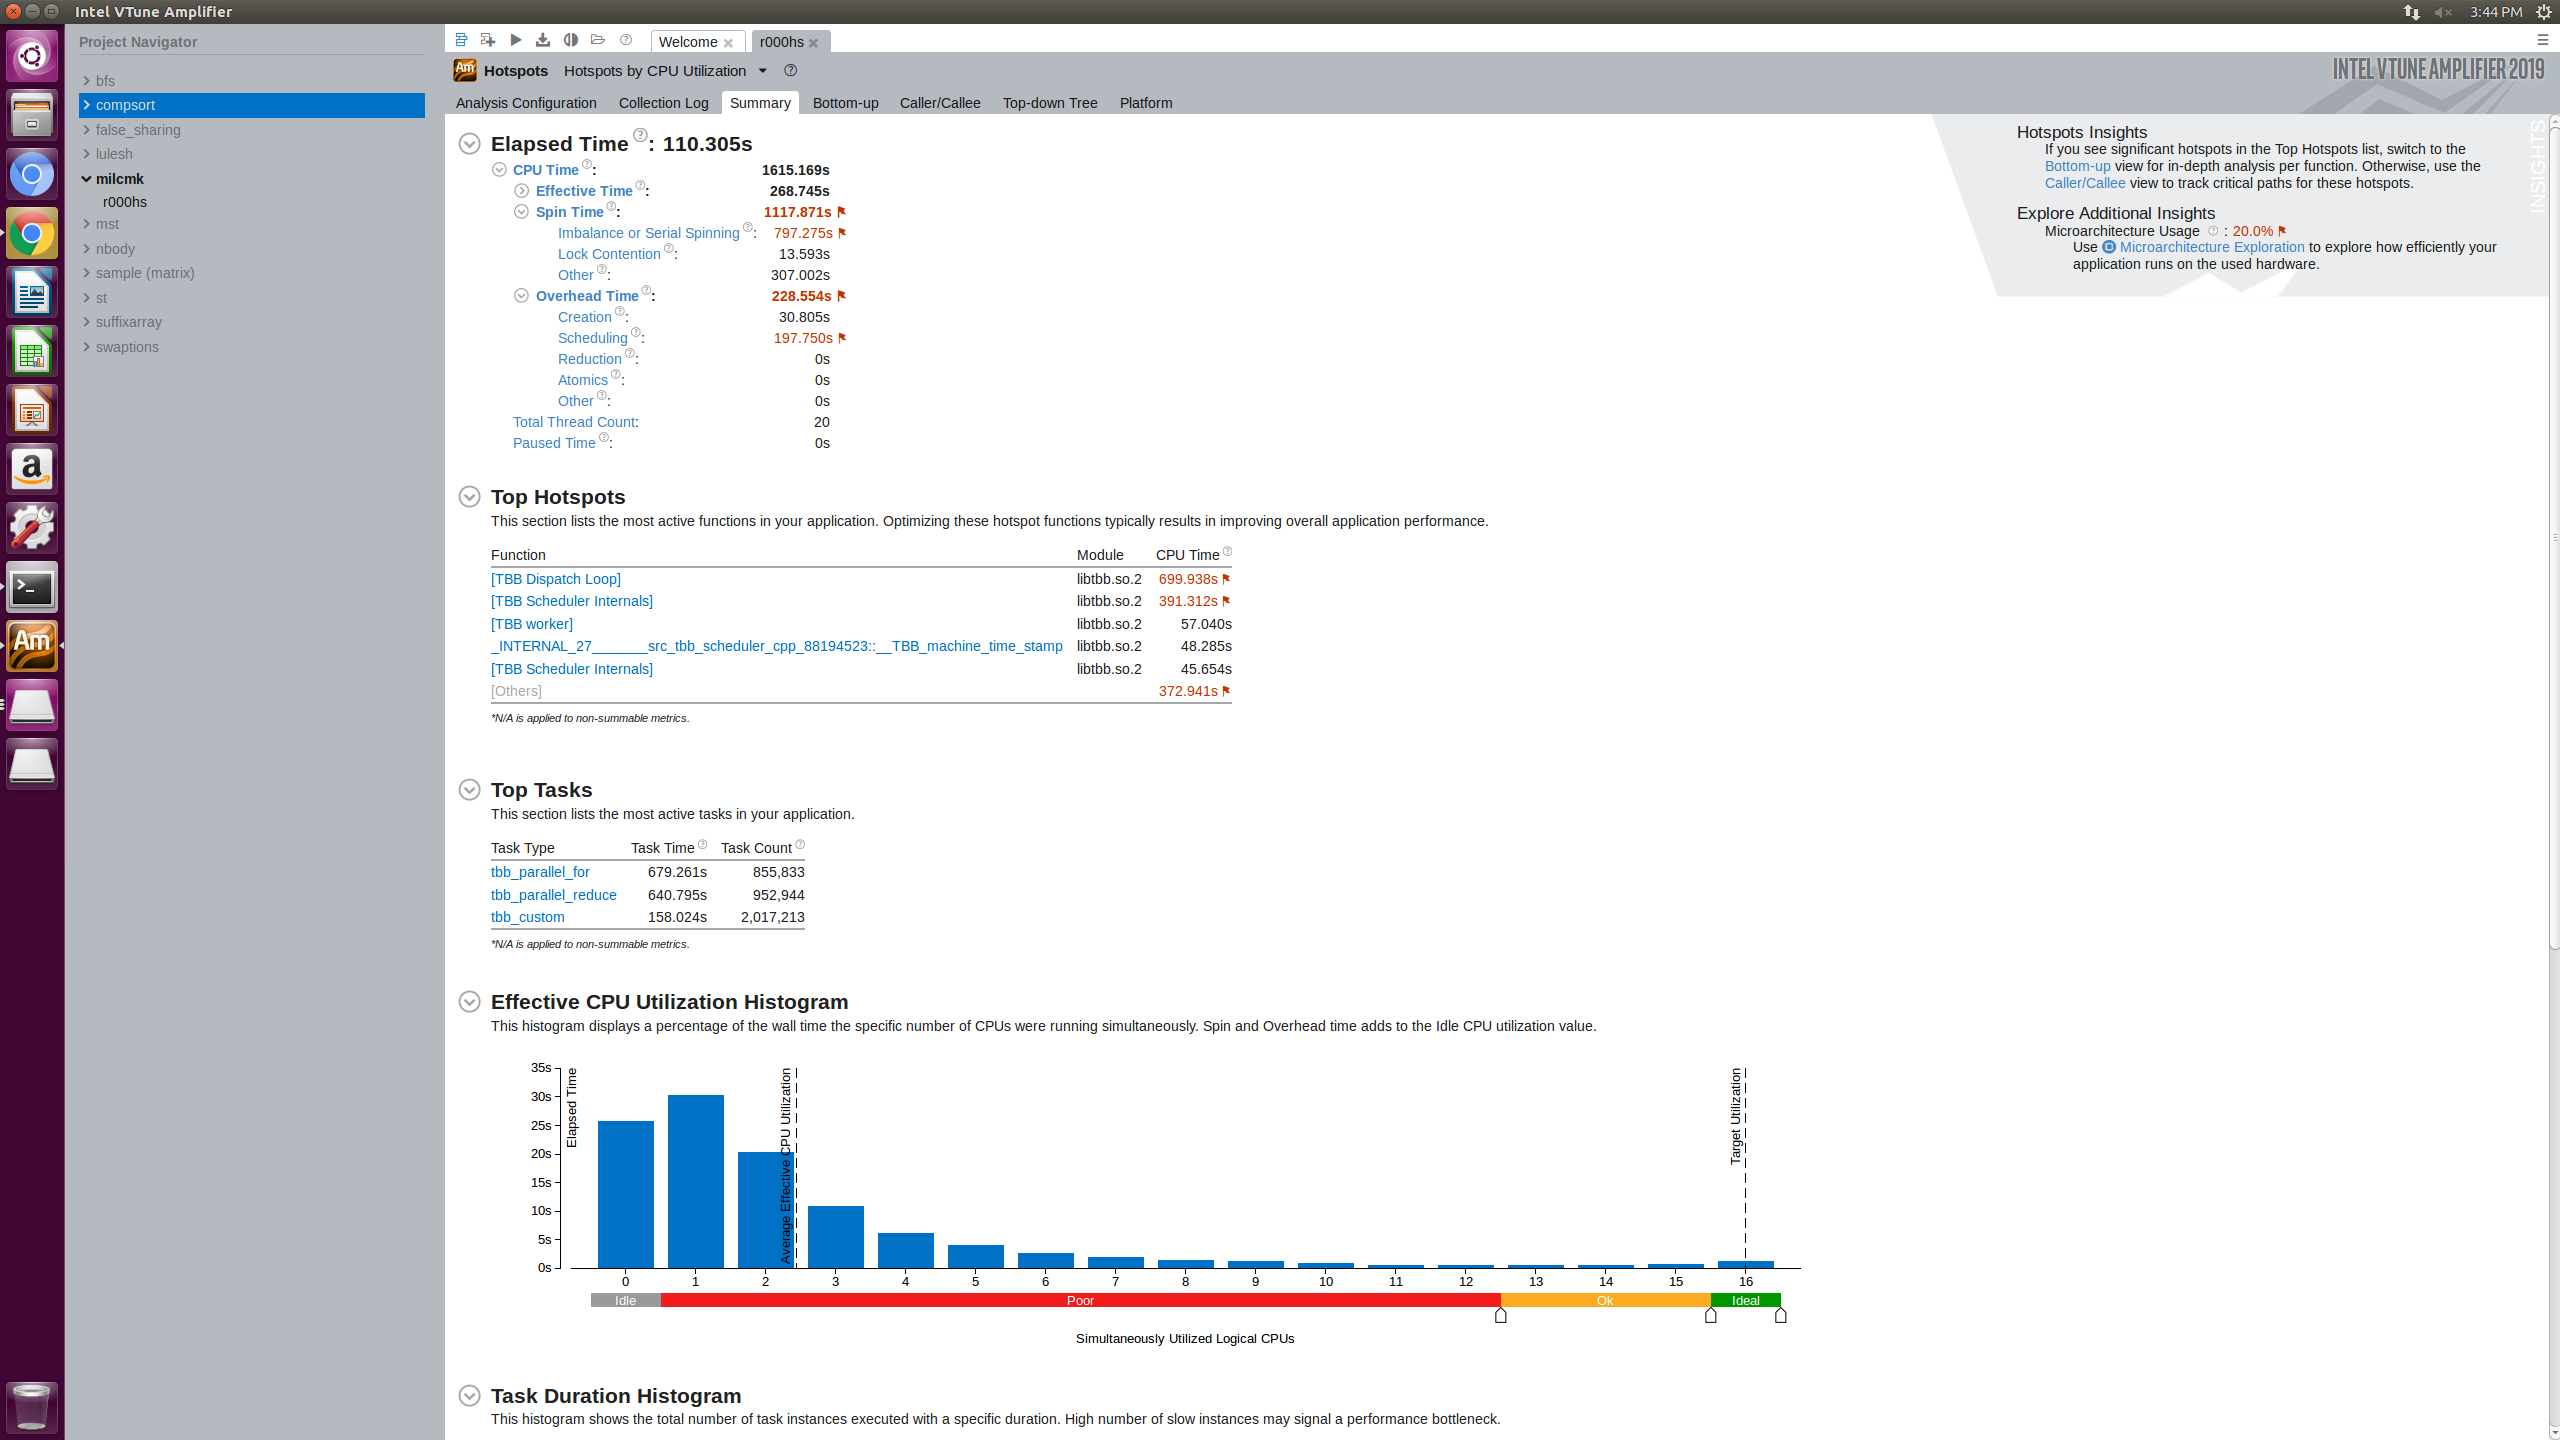 Intel VTune Amplifier
3:44 PM
Project Navigator
bfs
compsort
false_sharing
lulesh
milcmk
r000hs
mst
nbody
sample (matrix)
st
suffixarray
swaptions
Welcome
r000hs
Am
Hotspots
Hotspots by CPU Utilization
INTEL VTUNE AMPLIFIER 2019
Analysis Configuration Collection Log Summary Bottom-up Caller/Callee Top-down Tree Platform
Elapsed Time ?: 110.305s
CPU Time ?: 1615.169s
Effective Time ?: 268.745s
Spin Time ?: 1117.871s
Imbalance or Serial Spinning ?: 797.275s
Lock Contention ?: 13.593s
Other ?: 307.002s
Overhead Time ?: 228.554s
Creation ?: 30.805s
Scheduling ?: 197.750s
Reduction ?: 0s
Atomics ?: 0s
Other ?: 0s
Total Thread Count: 20
Paused Time ?: 0s
Hotspots Insights
If you see significant hotspots in the Top Hotspots list, switch to the
Bottom-up view for in-depth analysis per function. Otherwise, use the
Caller/Callee view to track critical paths for these hotspots.
Explore Additional Insights
Microarchitecture Usage ? : 20.0%
Use Microarchitecture Exploration to explore how efficiently your
application runs on the used hardware.
INSIGHTS
Top Hotspots
This section lists the most active functions in your application. Optimizing these hotspot functions typically results in improving overall application performance.
Function Module CPU Time ?
[TBB Dispatch Loop] libtbb.so.2 699.938s
[TBB Scheduler Internals] libtbb.so.2 391.312s
[TBB worker] libtbb.so.2 57.040s
_INTERNAL_27_______src_tbb_scheduler_cpp_88194523::__TBB_machine_time_stamp libtbb.so.2 48.285s
[TBB Scheduler Internals] libtbb.so.2 45.654s
[Others] 372.941s
*N/A is applied to non-summable metrics.
Top Tasks
This section lists the most active tasks in your application.
Task Type Task Time ? Task Count ?
tbb_parallel_for 679.261s 855,833
tbb_parallel_reduce 640.795s 952,944
tbb_custom 158.024s 2,017,213
*N/A is applied to non-summable metrics.
Effective CPU Utilization Histogram
This histogram displays a percentage of the wall time the specific number of CPUs were running simultaneously. Spin and Overhead time adds to the Idle CPU utilization value.
35s
30s
25s
20s
15s
10s
5s
0s
Elapsed Time
Average Effective CPU Utilization
Target Utilization
0 1 2 3 4 5 6 7 8 9 10 11 12 13 14 15 16
Idle Poor Ok Ideal
Simultaneously Utilized Logical CPUs
Task Duration Histogram
This histogram shows the total number of task instances executed with a specific duration. High number of slow instances may signal a performance bottleneck.